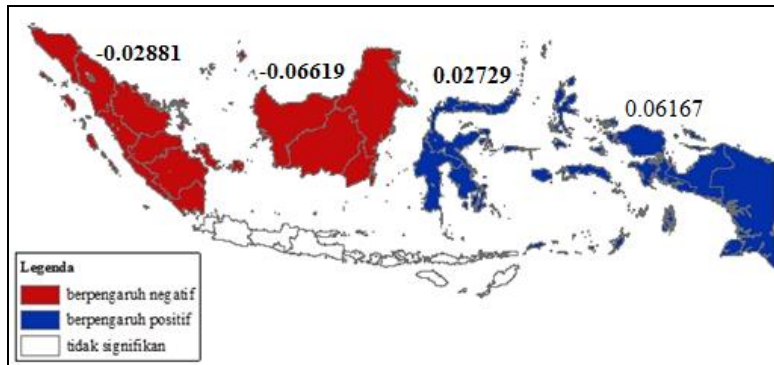 -0.02881
-0.06619
0.02729
0.06167
Legenda
berpengaruh negatif
berpengaruh positif
tidak signifikan